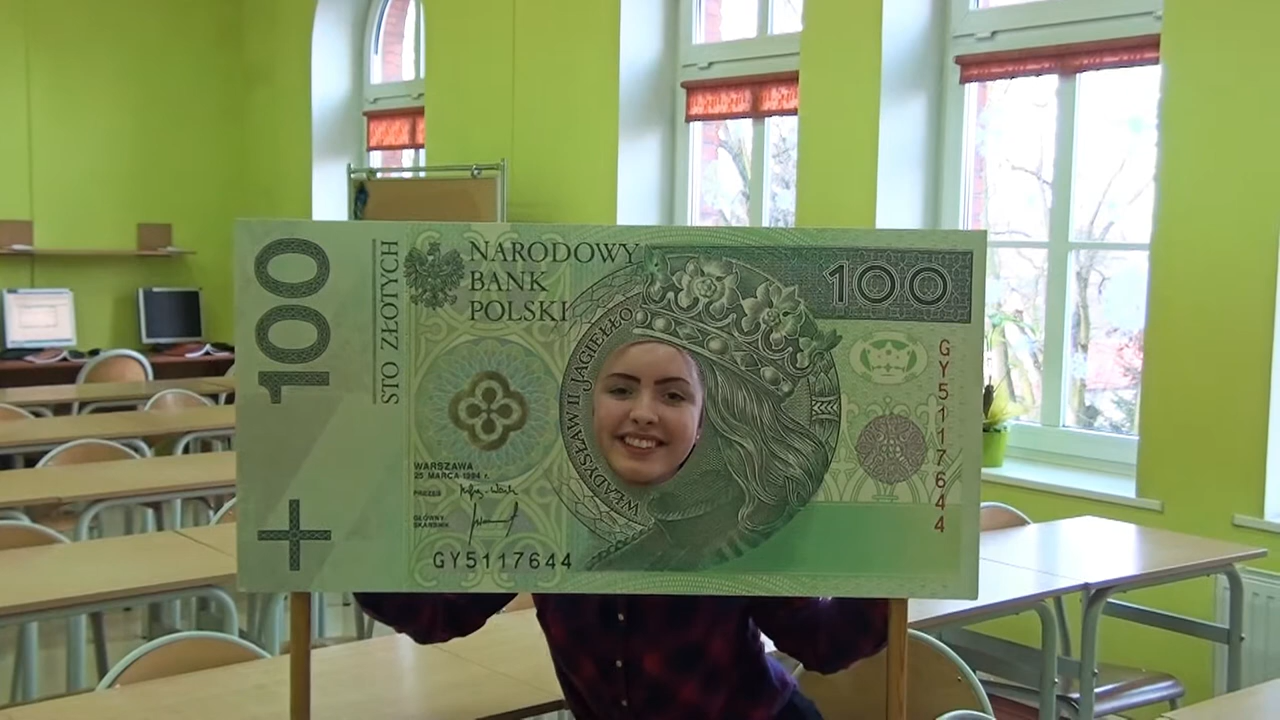 100
STO ZŁOTYCH
NARODOWY
BANK
POLSKI
WŁADYSŁAW II JAGIEŁŁO
100
GY5117644
WARSZAWA
25 MARCA 1994 r.
PREZES
GŁÓWNY
SKARBNIK
GY5117644